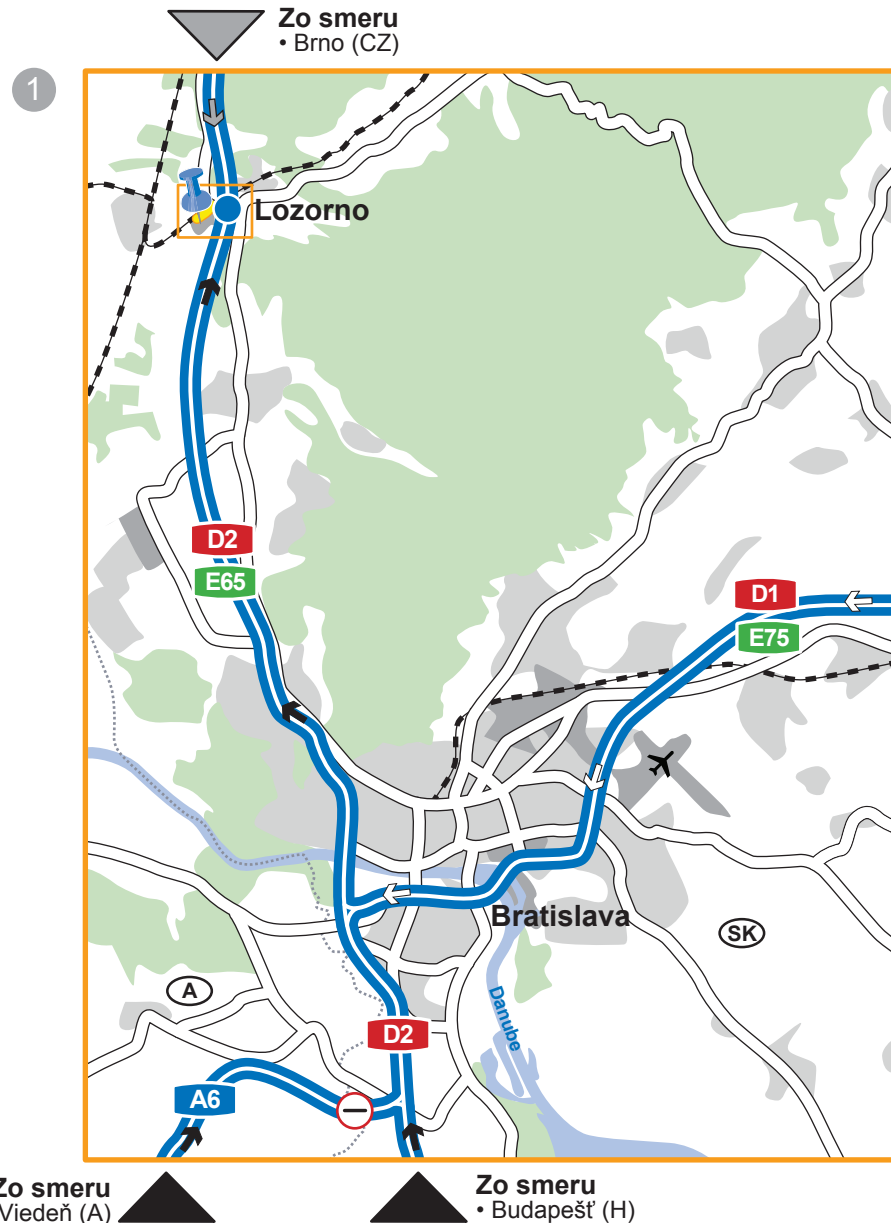 Zo smeru
• Brno (CZ)
1
Lozorno
D2
E65
D1
E75
Bratislava
SK
A
Danube
D2
A6
Zo smeru
Viedeň (A)
Zo smeru
• Budapešť (H)